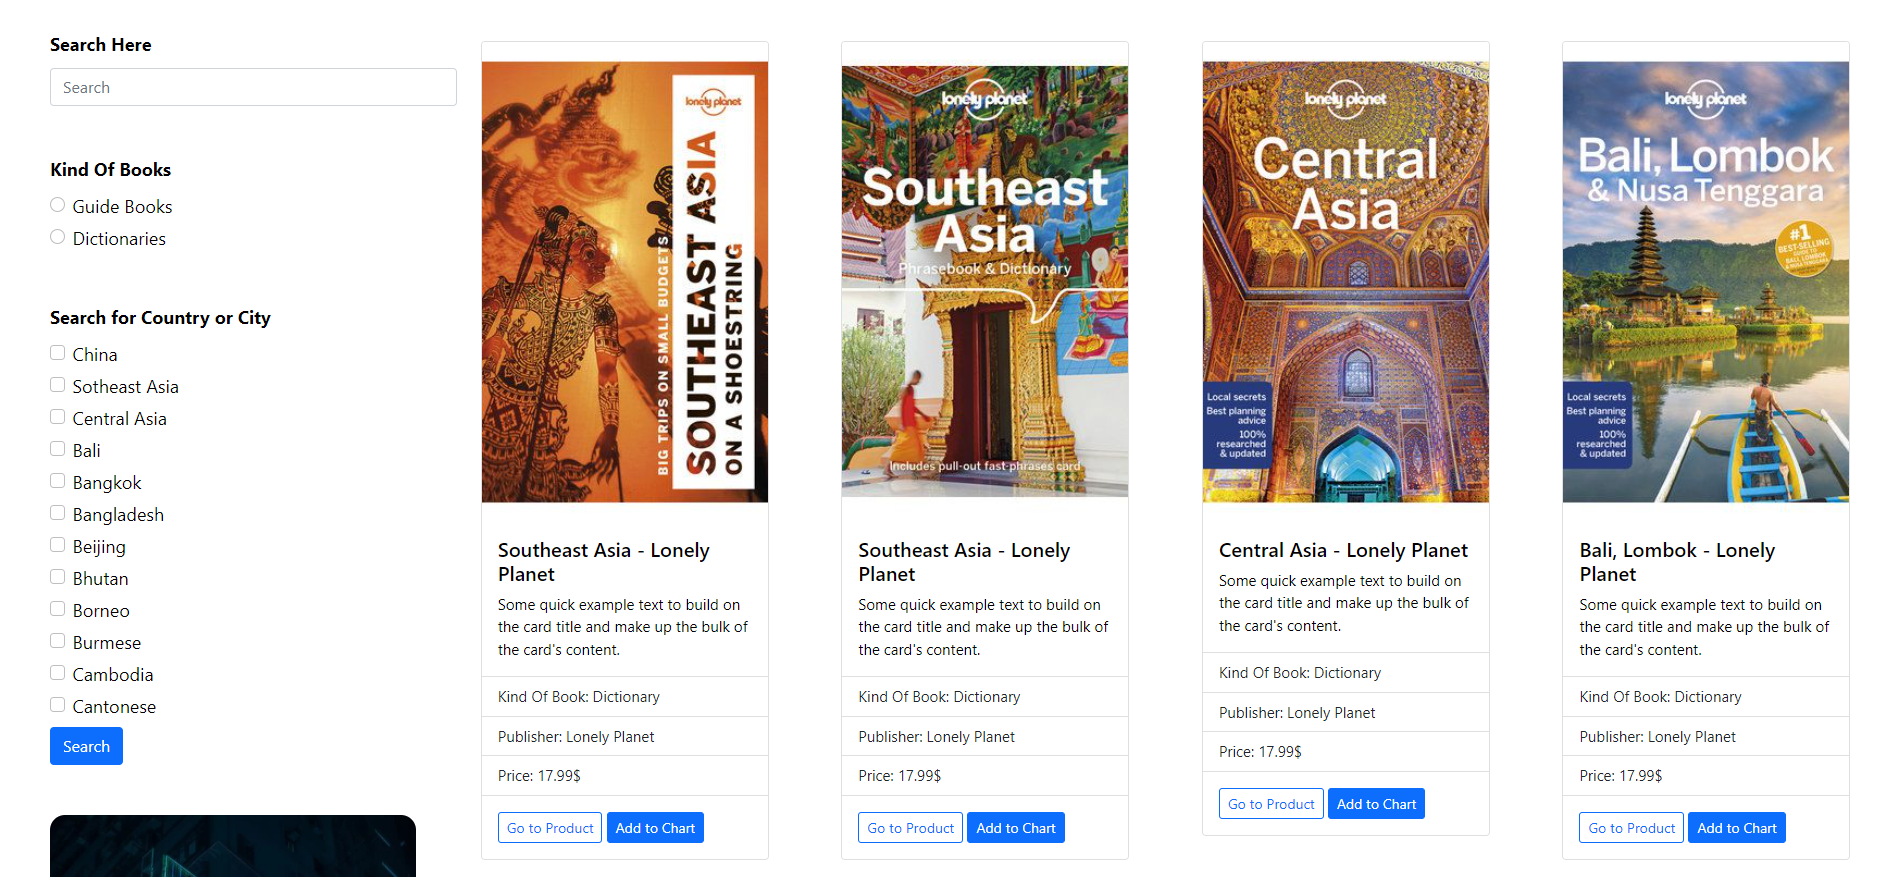 Search Here
Search
Kind Of Books
Guide Books
Dictionaries
Search for Country or City
China
Sotheast Asia
Central Asia
Bali
Bangkok
Bangladesh
Beijing
Bhutan
Borneo
Burmese
Cambodia
Cantonese
Search
lonely planet
SOUTHEAST ASIA
ON A SHOESTRING
BIG TRIPS ON SMALL BUDGETS
Southeast Asia - Lonely
Planet
Some quick example text to build on
the card title and make up the bulk of
the card's content.
Kind Of Book: Dictionary
Publisher: Lonely Planet
Price: 17.99$
Go to Product
Add to Chart
lonely planet
Southeast
Asia
Phrasebook & Dictionary
Includes pull-out fast-phrases card
Southeast Asia - Lonely
Planet
Some quick example text to build on
the card title and make up the bulk of
the card's content.
Kind Of Book: Dictionary
Publisher: Lonely Planet
Price: 17.99$
Go to Product
Add to Chart
lonely planet
Central
Asia
Local secrets
Best planning
advice
100%
researched
& updated
Central Asia - Lonely Planet
Some quick example text to build on
the card title and make up the bulk of
the card's content.
Kind Of Book: Dictionary
Publisher: Lonely Planet
Price: 17.99$
Go to Product
Add to Chart
lonely planet
Bali, Lombok
& Nusa Tenggara
#1
BEST-SELLING
GUIDE TO
BALI, LOMBOK
& NUSA TENGGARA
Local secrets
Best planning
advice
100%
researched
& updated
Bali, Lombok - Lonely
Planet
Some quick example text to build on
the card title and make up the bulk of
the card's content.
Kind Of Book: Dictionary
Publisher: Lonely Planet
Price: 17.99$
Go to Product
Add to Chart